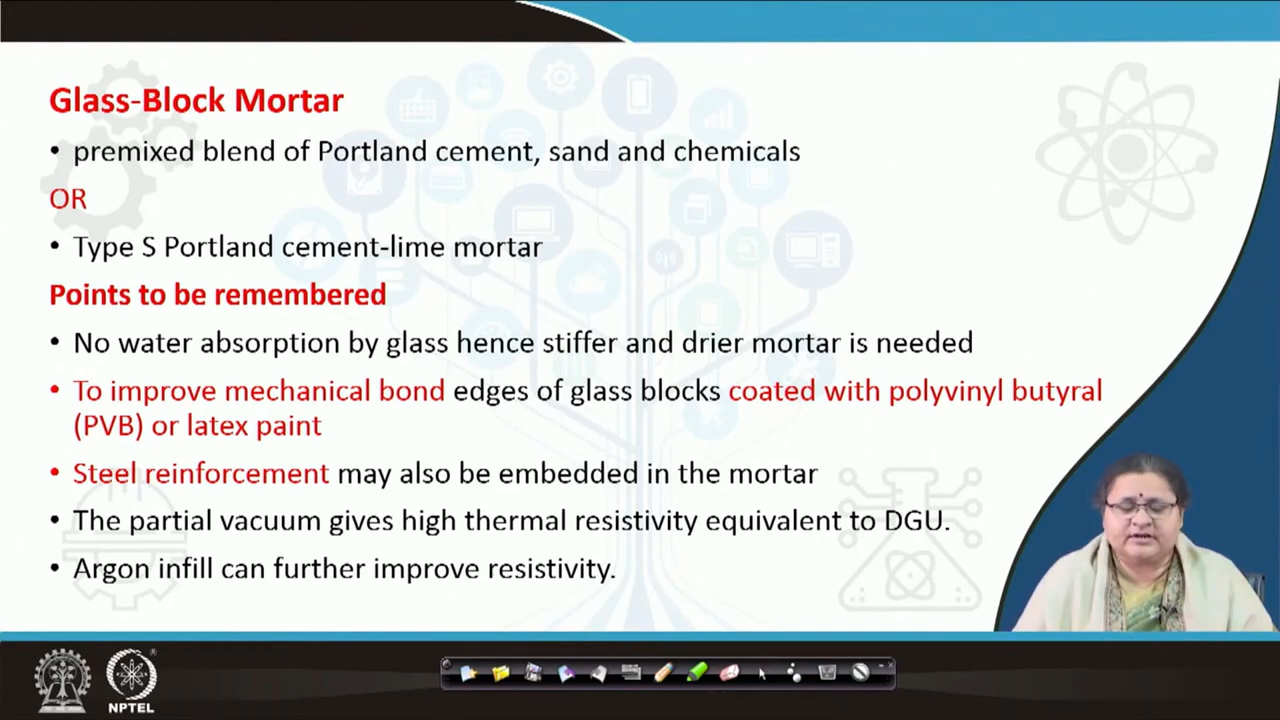 Glass-Block Mortar
• premixed blend of Portland cement, sand and chemicals
OR
• Type S Portland cement-lime mortar
Points to be remembered
• No water absorption by glass hence stiffer and drier mortar is needed
• To improve mechanical bond edges of glass blocks coated with polyvinyl butyral
(PVB) or latex paint
• Steel reinforcement may also be embedded in the mortar
• The partial vacuum gives high thermal resistivity equivalent to DGU.
• Argon infill can further improve resistivity.
NPTEL